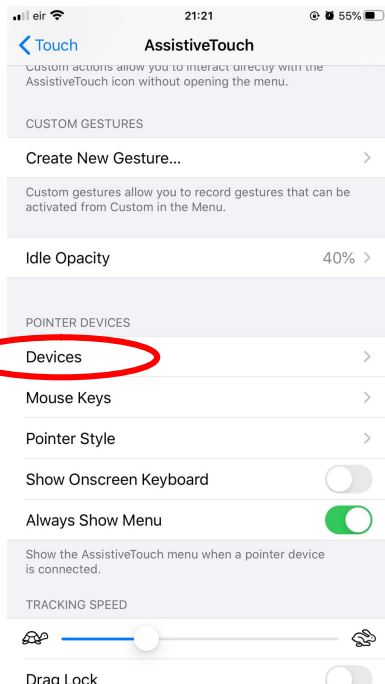 eir 21:21 55%
Touch AssistiveTouch
Custom actions allow you to interact directly with the
AssistiveTouch icon without opening the menu.
CUSTOM GESTURES
Create New Gesture...
Custom gestures allow you to record gestures that can be
activated from Custom in the Menu.
Idle Opacity 40%
POINTER DEVICES
Devices
Mouse Keys
Pointer Style
Show Onscreen Keyboard
Always Show Menu
Show the AssistiveTouch menu when a pointer device
is connected.
TRACKING SPEED
Drag Lock